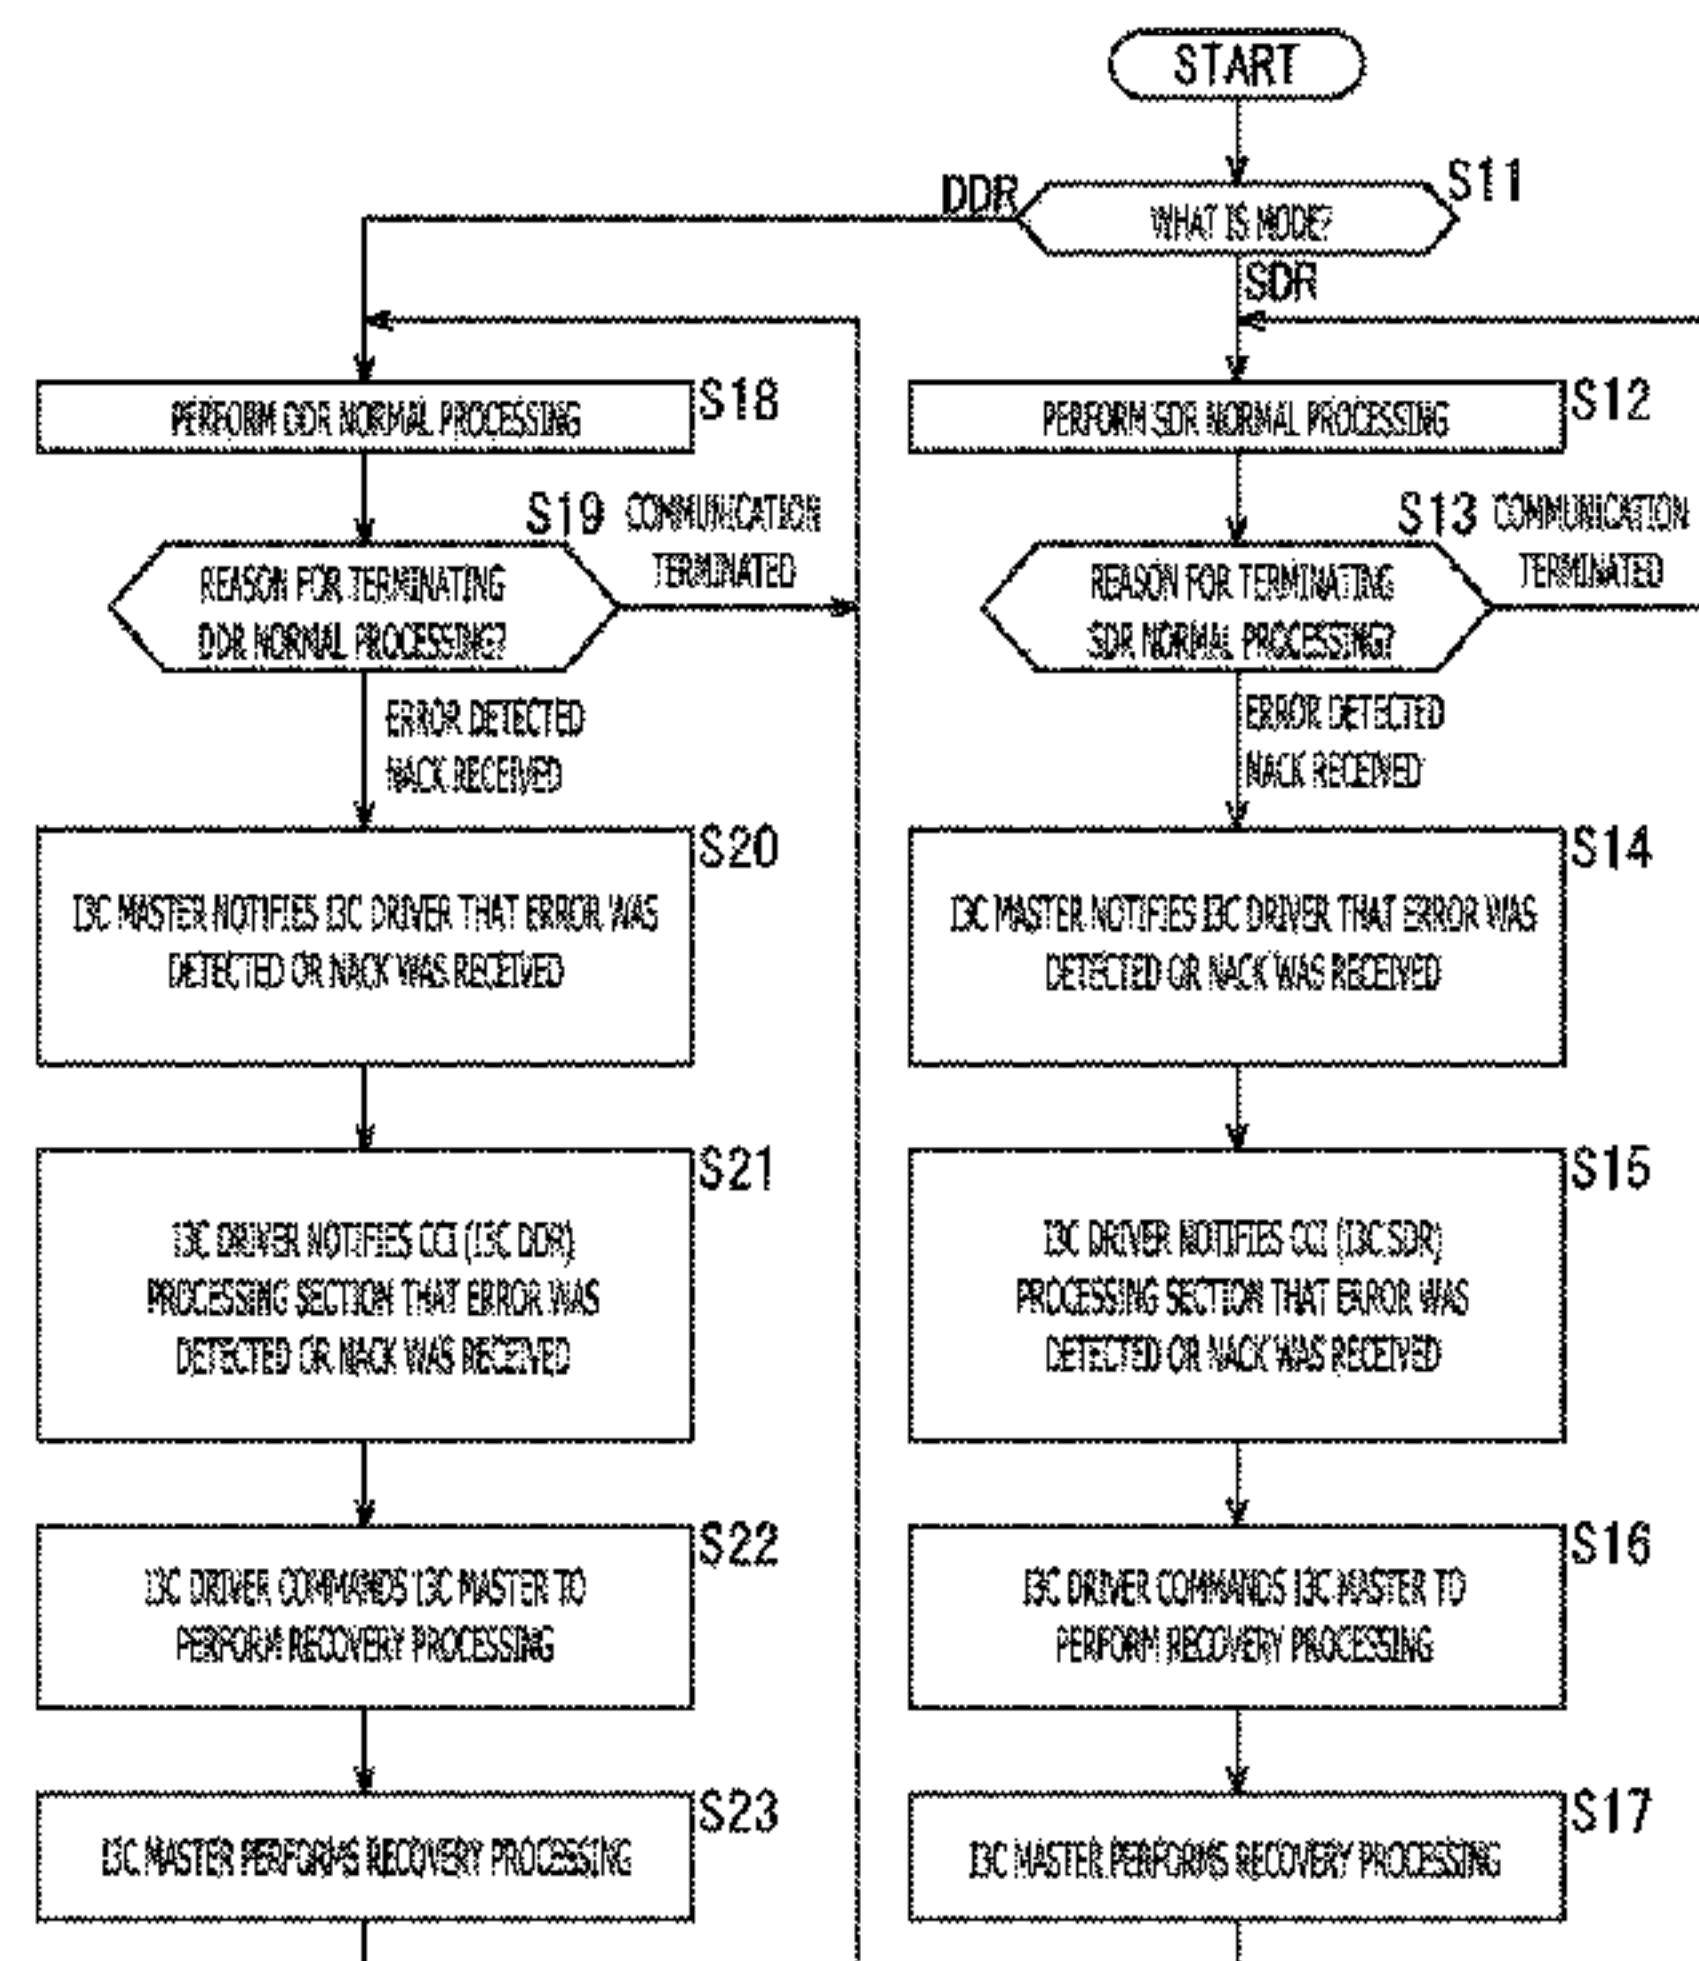 START
S11
DDR
WHAT IS MODE?
SDR
S18
PERFORM DDR NORMAL PROCESSING
S19
COMMUNICATION
TERMINATED
REASON FOR TERMINATING
DDR NORMAL PROCESSING?
ERROR DETECTED
NACK RECEIVED
S20
I3C MASTER NOTIFIES I3C DRIVER THAT ERROR WAS
DETECTED OR NACK WAS RECEIVED
S21
I3C DRIVER NOTIFIES CCI (I3C DDR)
PROCESSING SECTION THAT ERROR WAS
DETECTED OR NACK WAS RECEIVED
S22
I3C DRIVER COMMANDS I3C MASTER TO
PERFORM RECOVERY PROCESSING
S23
I3C MASTER PERFORMS RECOVERY PROCESSING
S12
PERFORM SDR NORMAL PROCESSING
S13
COMMUNICATION
TERMINATED
REASON FOR TERMINATING
SDR NORMAL PROCESSING?
ERROR DETECTED
NACK RECEIVED
S14
I3C MASTER NOTIFIES I3C DRIVER THAT ERROR WAS
DETECTED OR NACK WAS RECEIVED
S15
I3C DRIVER NOTIFIES CCI (I3C SDR)
PROCESSING SECTION THAT ERROR WAS
DETECTED OR NACK WAS RECEIVED
S16
I3C DRIVER COMMANDS I3C MASTER TO
PERFORM RECOVERY PROCESSING
S17
I3C MASTER PERFORMS RECOVERY PROCESSING